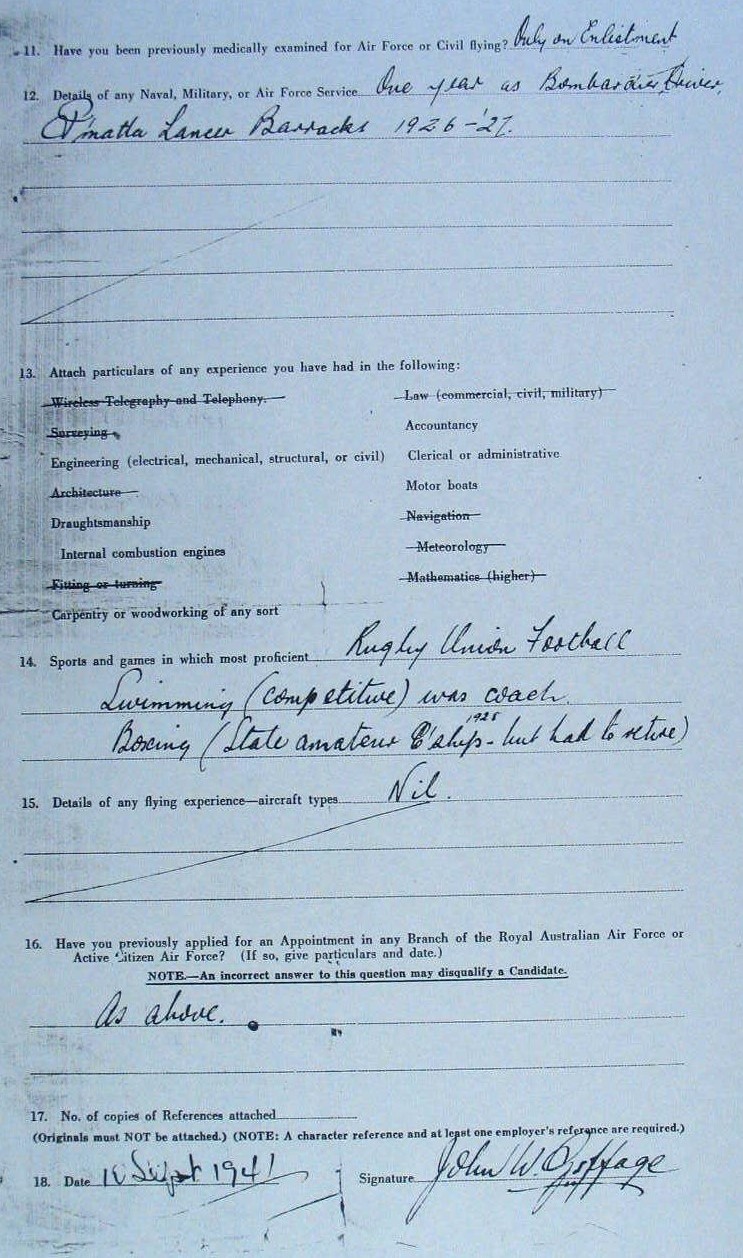 11. Have you been previously medically examined for Air Force or Civil flying? Only on Enlistment
12. Details of any Naval, Military, or Air Force Service One year as Bombardier, Driver,
P'matta Lancer Barracks 1926-'27.
13. Attach particulars of any experience you have had in the following:
Wireless Telegraphy and Telephony.
Law (commercial, civil, military)
Surveying
Accountancy
Engineering (electrical, mechanical, structural, or civil)
Clerical or administrative
Architecture
Motor boats
Draughtsmanship
Navigation
Internal combustion engines
Meteorology
Fitting or turning
Mathematics (higher)
Carpentry or woodworking of any sort
14. Sports and games in which most proficient Rugby Union Football
Swimming (competitive) was coach.
Boxing (State amateur C'ship 1925 - but had to retire)
15. Details of any flying experience—aircraft types Nil.
16. Have you previously applied for an Appointment in any Branch of the Royal Australian Air Force or
Active Citizen Air Force? (If so, give particulars and date.)
NOTE.—An incorrect answer to this question may disqualify a Candidate.
As above.
17. No. of copies of References attached
(Originals must NOT be attached.) (NOTE: A character reference and at least one employer's reference are required.)
18. Date Sept 1941 Signature John W. Goffage